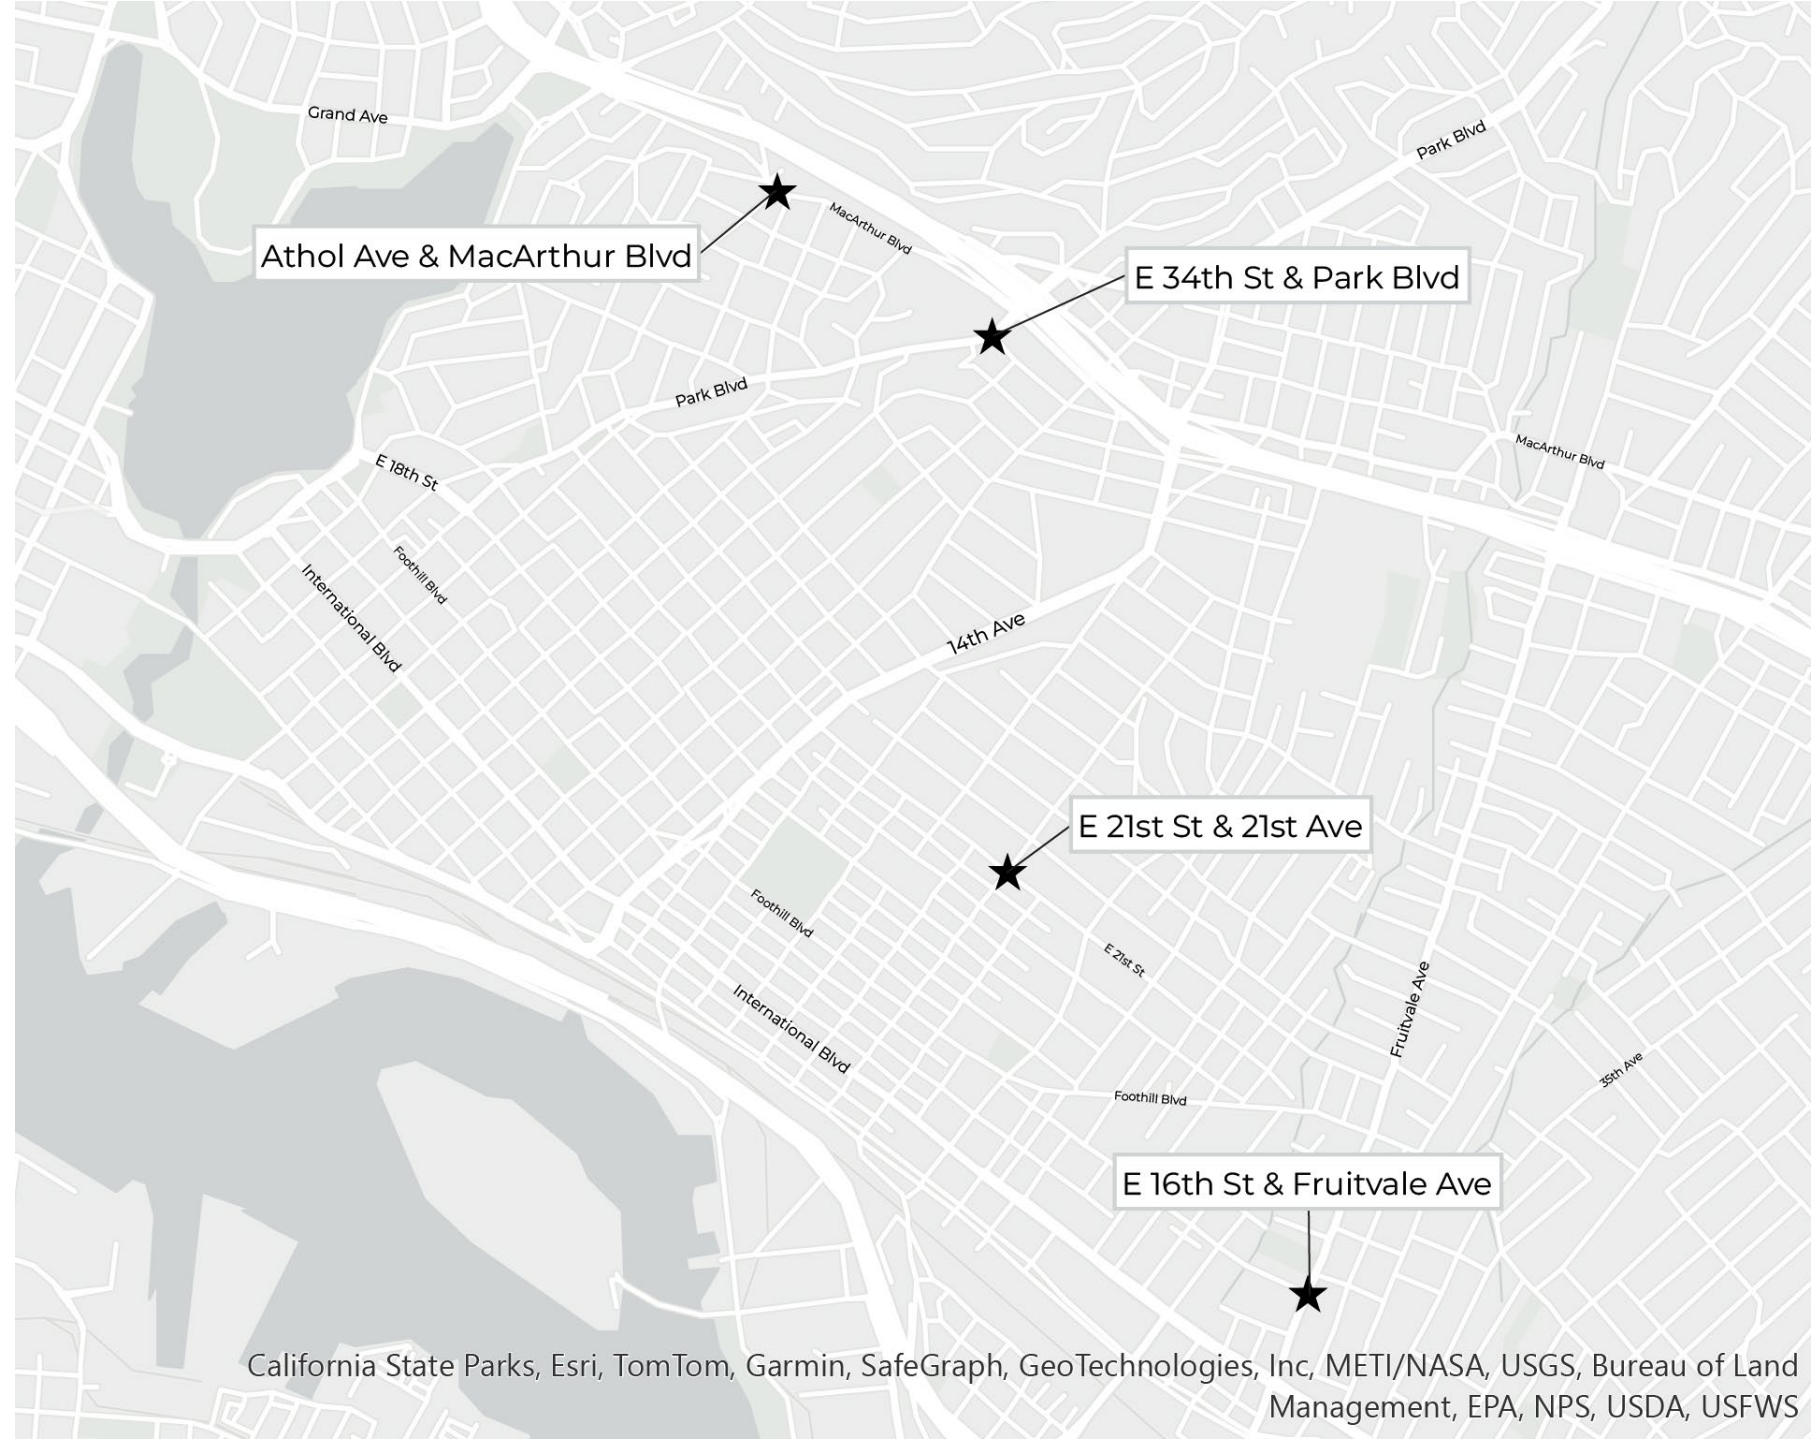 Grand Ave
Park Blvd
MacArthur Blvd
Athol Ave & MacArthur Blvd
E 34th St & Park Blvd
Park Blvd
MacArthur Blvd
E 18th St
Foothill Blvd
International Blvd
14th Ave
E 21st St & 21st Ave
Foothill Blvd
E 21st St
Fruitvale Ave
International Blvd
35th Ave
Foothill Blvd
E 16th St & Fruitvale Ave
California State Parks, Esri, TomTom, Garmin, SafeGraph, GeoTechnologies, Inc, METI/NASA, USGS, Bureau of Land
Management, EPA, NPS, USDA, USFWS